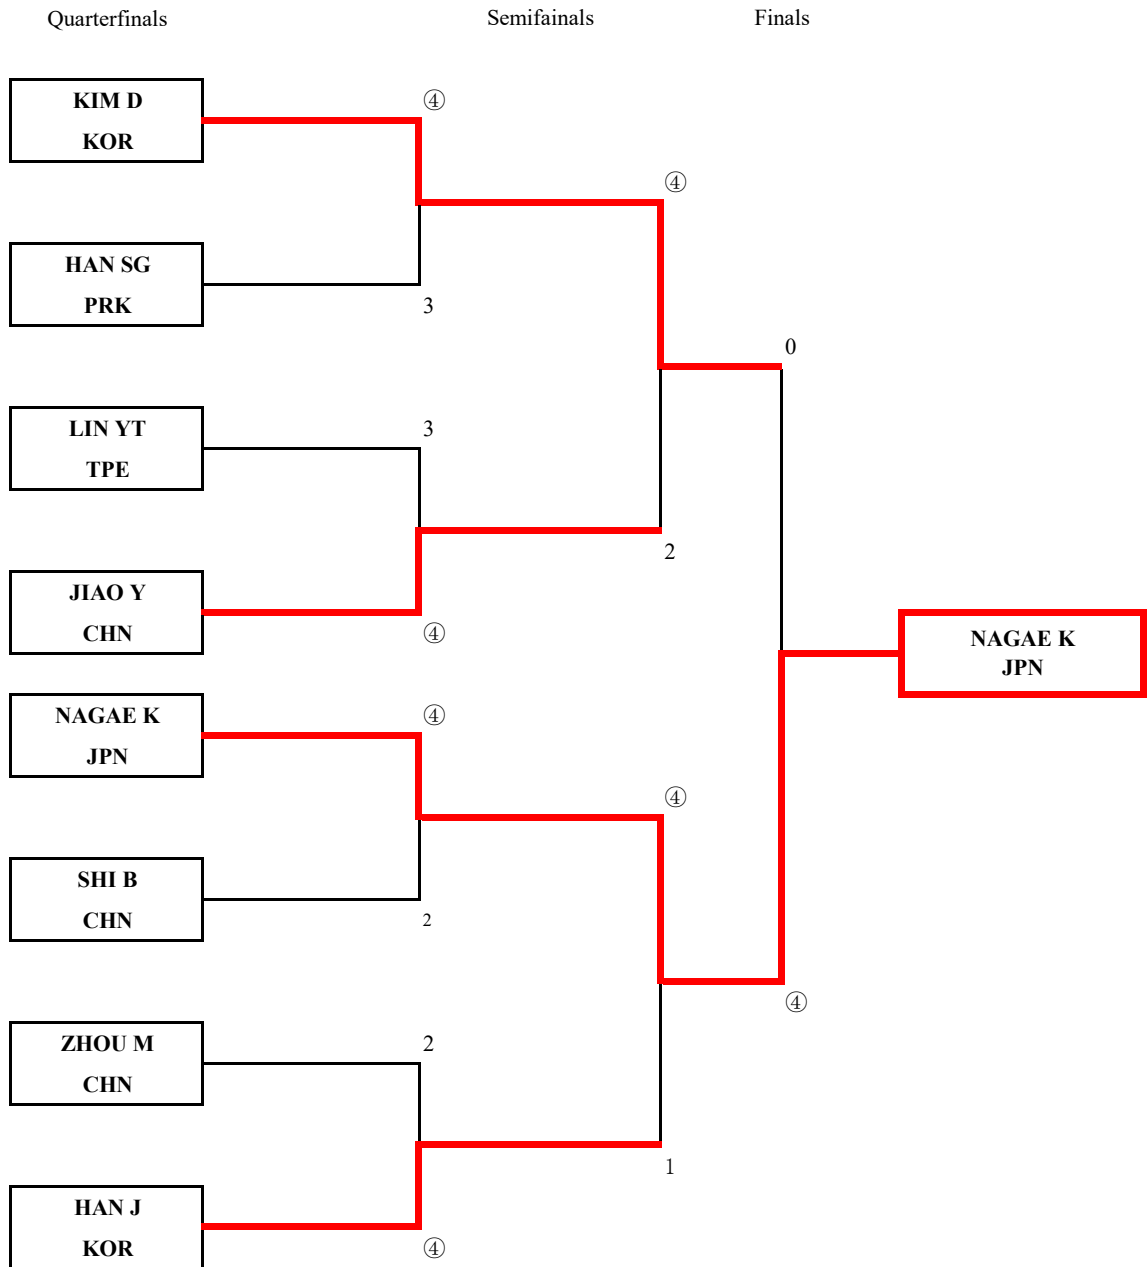 Quarterfinals Semifainals Finals
KIM D
KOR
④
④
HAN SG
PRK
3
0
LIN YT
TPE
3
2
JIAO Y
CHN
④
NAGAE K
JPN
NAGAE K
JPN
④
④
SHI B
CHN
2
④
ZHOU M
CHN
2
1
HAN J
KOR
④